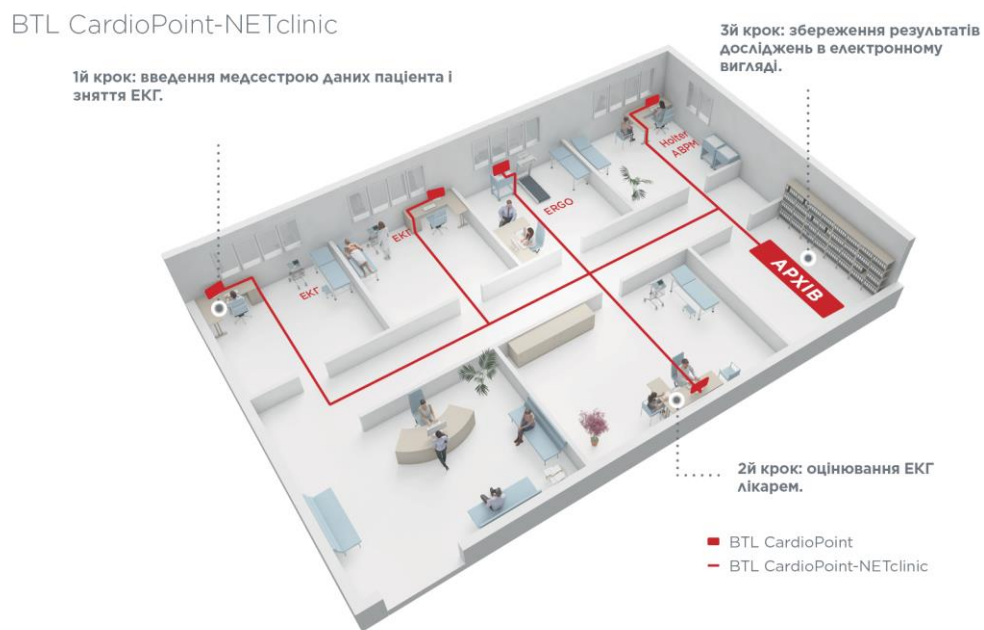 BTL CardioPoint-NETclinic
3й крок: збереження результатів
досліджень в електронному
вигляді.
1й крок: введення медсестрою даних пацієнта і
зняття ЕКГ.
Holter
ABPM
ERGO
ЕКГ
ЕКГ
АРХІВ
2й крок: оцінювання ЕКГ
лікарем.
BTL CardioPoint
BTL CardioPoint-NETclinic